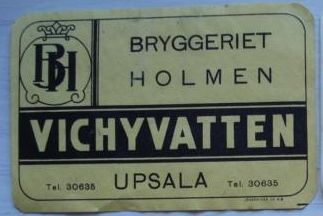 BH
BRYGGERIET
HOLMEN
VICHYVATTEN
Tel. 30635 UPSALA Tel. 30635